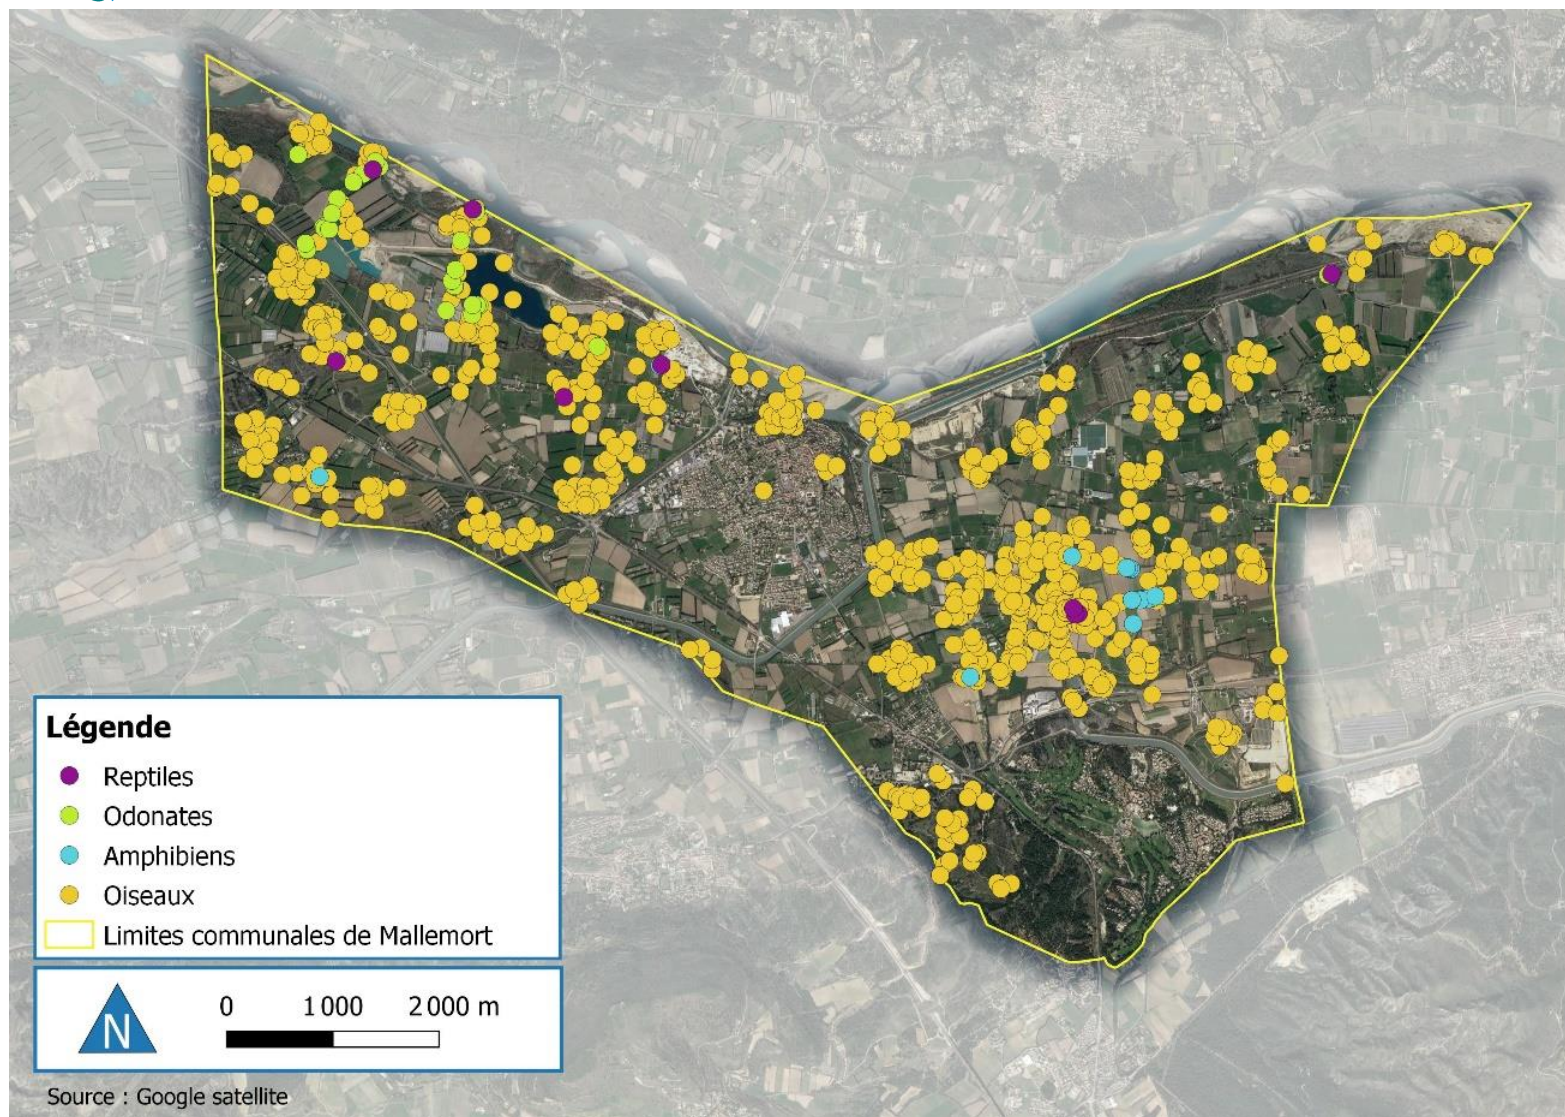 Légende
Reptiles
Odonates
Amphibiens
Oiseaux
Limites communales de Mallemort
N
0 1 000 2 000 m
Source : Google satellite